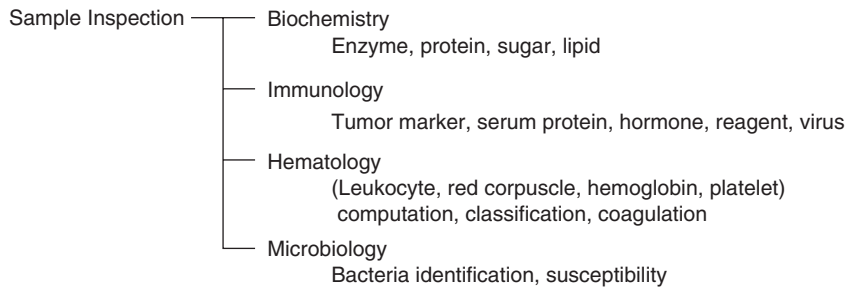 Sample Inspection
Biochemistry
Enzyme, protein, sugar, lipid
Immunology
Tumor marker, serum protein, hormone, reagent, virus
Hematology
(Leukocyte, red corpuscle, hemoglobin, platelet)
computation, classification, coagulation
Microbiology
Bacteria identification, susceptibility